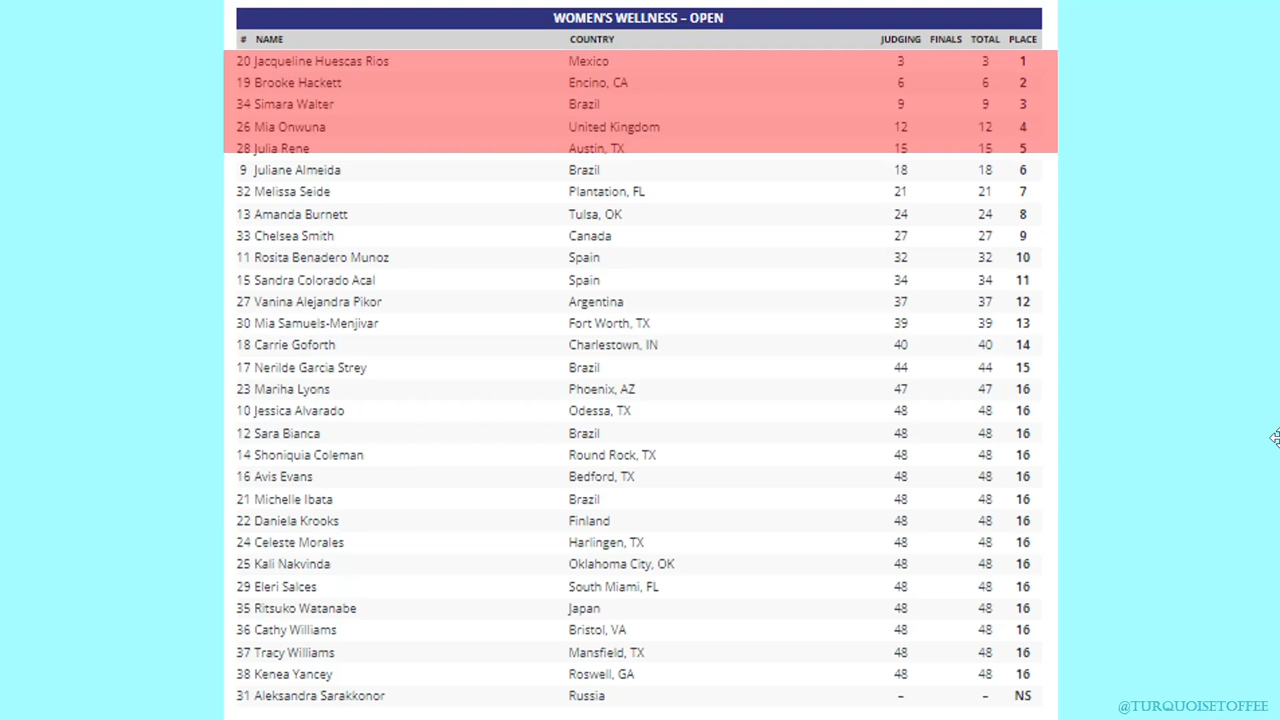 WOMEN'S WELLNESS – OPEN
# NAME COUNTRY JUDGING FINALS TOTAL PLACE
20 Jacqueline Huescas Rios Mexico 3 3 1
19 Brooke Hackett Encino, CA 6 6 2
34 Simara Walter Brazil 9 9 3
26 Mia Onwuna United Kingdom 12 12 4
28 Julia Rene Austin, TX 15 15 5
9 Juliane Almeida Brazil 18 18 6
32 Melissa Seide Plantation, FL 21 21 7
13 Amanda Burnett Tulsa, OK 24 24 8
33 Chelsea Smith Canada 27 27 9
11 Rosita Benadero Munoz Spain 32 32 10
15 Sandra Colorado Acal Spain 34 34 11
27 Vanina Alejandra Pikor Argentina 37 37 12
30 Mia Samuels-Menjivar Fort Worth, TX 39 39 13
18 Carrie Goforth Charlestown, IN 40 40 14
17 Nerilde Garcia Strey Brazil 44 44 15
23 Mariha Lyons Phoenix, AZ 47 47 16
10 Jessica Alvarado Odessa, TX 48 48 16
12 Sara Bianca Brazil 48 48 16
14 Shoniquia Coleman Round Rock, TX 48 48 16
16 Avis Evans Bedford, TX 48 48 16
21 Michelle Ibata Brazil 48 48 16
22 Daniela Krooks Finland 48 48 16
24 Celeste Morales Harlingen, TX 48 48 16
25 Kali Nakvinda Oklahoma City, OK 48 48 16
29 Eleri Salces South Miami, FL 48 48 16
35 Ritsuko Watanabe Japan 48 48 16
36 Cathy Williams Bristol, VA 48 48 16
37 Tracy Williams Mansfield, TX 48 48 16
38 Kenea Yancey Roswell, GA 48 48 16
31 Aleksandra Sarakkonor Russia – – NS
@TURQUOISETOFFEE